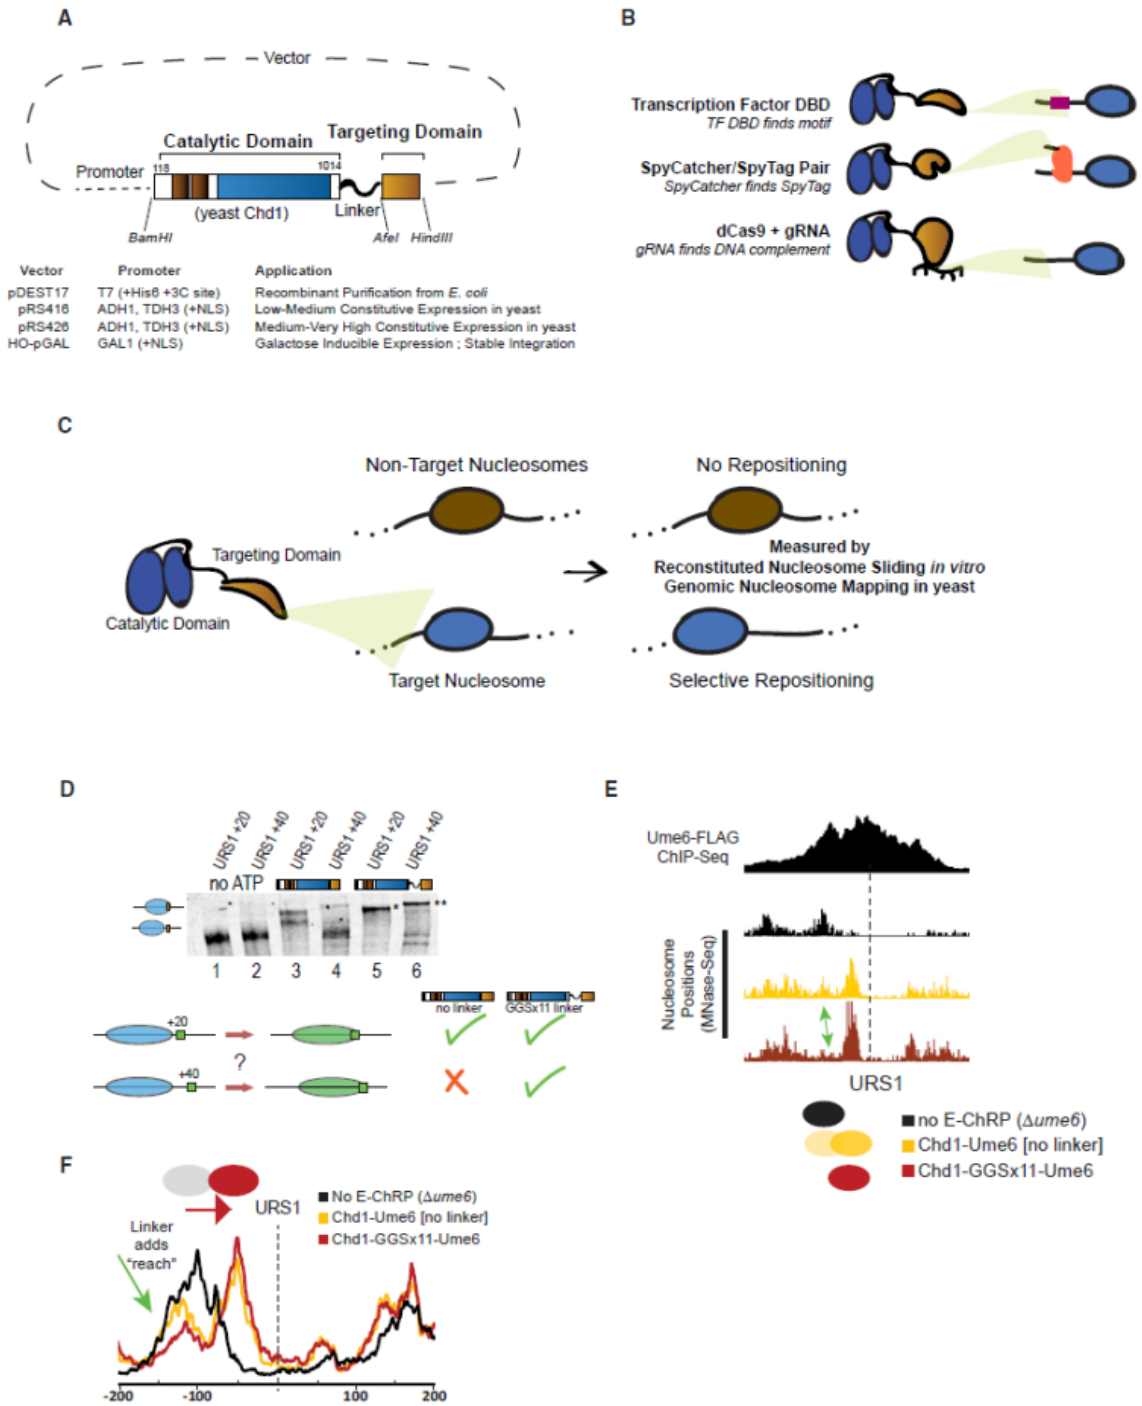 A
Vector
Catalytic Domain
Targeting Domain
Promoter
118
1014
(yeast Chd1)
Linker
BamHI
AfeI
HindIII
Vector Promoter Application
pDEST17 T7 (+His6 +3C site) Recombinant Purification from E. coli
pRS416 ADH1, TDH3 (+NLS) Low-Medium Constitutive Expression in yeast
pRS426 ADH1, TDH3 (+NLS) Medium-Very High Constitutive Expression in yeast
HO-pGAL GAL1 (+NLS) Galactose Inducible Expression ; Stable Integration
B
Transcription Factor DBD
TF DBD finds motif
SpyCatcher/SpyTag Pair
SpyCatcher finds SpyTag
dCas9 + gRNA
gRNA finds DNA complement
C
Non-Target Nucleosomes
No Repositioning
Targeting Domain
Catalytic Domain
Measured by
Reconstituted Nucleosome Sliding in vitro
Genomic Nucleosome Mapping in yeast
Target Nucleosome
Selective Repositioning
D
URS1 +20
URS1 +40
URS1 +20
URS1 +40
URS1 +20
URS1 +40
no ATP
*
**
1 2 3 4 5 6
no linker
GGSx11 linker
+20
?
+40
E
Ume6-FLAG
ChIP-Seq
Nucleosome
Positions
(MNase-Seq)
URS1
no E-ChRP (Δume6)
Chd1-Ume6 [no linker]
Chd1-GGSx11-Ume6
F
URS1
Linker
adds
"reach"
No E-ChRP (Δume6)
Chd1-Ume6 [no linker]
Chd1-GGSx11-Ume6
-200 -100 100 200